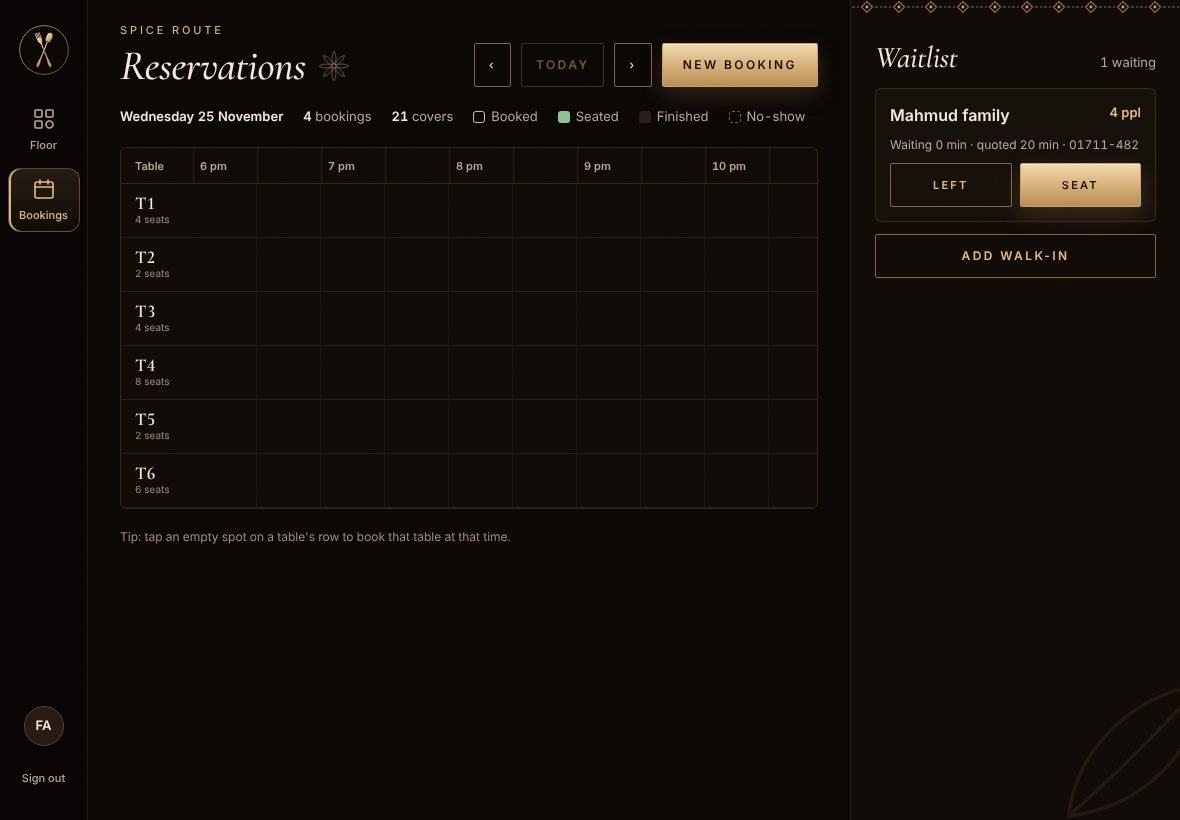 SPICE ROUTE
Reservations
‹ TODAY › NEW BOOKING
Wednesday 25 November 4 bookings 21 covers Booked Seated Finished No-show
Table 6 pm 7 pm 8 pm 9 pm 10 pm
T1
4 seats
T2
2 seats
T3
4 seats
T4
8 seats
T5
2 seats
T6
6 seats
Tip: tap an empty spot on a table's row to book that table at that time.
Floor
Bookings
FA
Sign out
Waitlist 1 waiting
Mahmud family 4 ppl
Waiting 0 min · quoted 20 min · 01711-482
LEFT SEAT
ADD WALK-IN